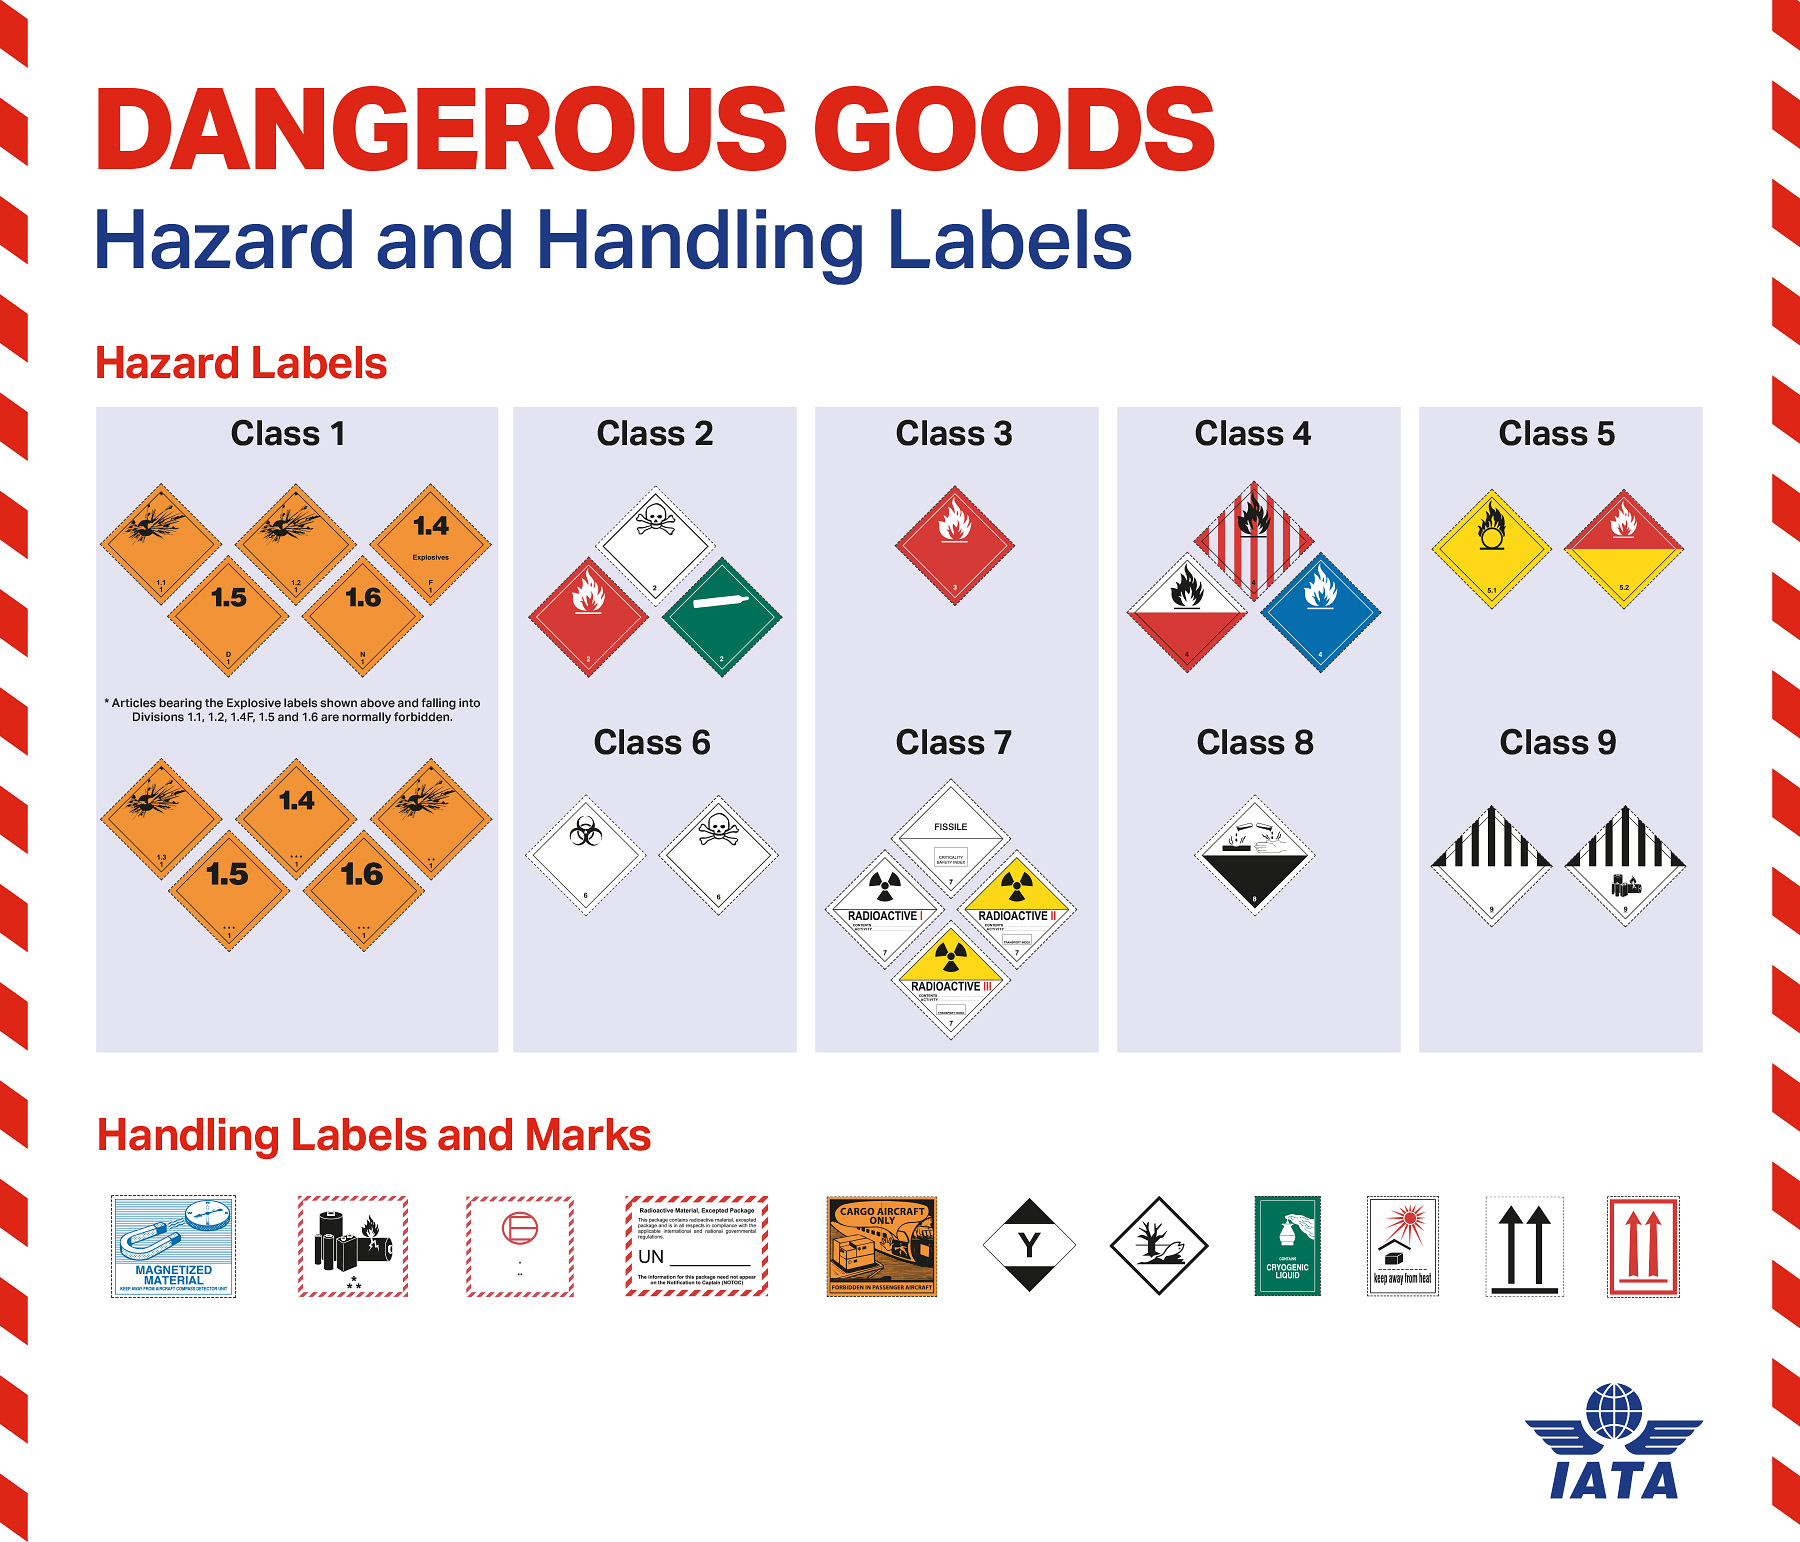 DANGEROUS GOODS
Hazard and Handling Labels
Hazard Labels
Class 1
*
1.1
1
*
1.2
1
1.4
Explosives
F
1
1.5
D
1
1.6
N
1
* Articles bearing the Explosive labels shown above and falling into
Divisions 1.1, 1.2, 1.4F, 1.5 and 1.6 are normally forbidden.
1.3
1
1.4
***
1
**
1
1.5
***
1
1.6
***
1
Class 2
2
2
2
Class 3
3
Class 4
4
4
4
Class 5
5.1
5.2
Class 6
6
6
Class 7
FISSILE
CRITICALITY
SAFETY INDEX
7
RADIOACTIVE I
CONTENTS
ACTIVITY
7
RADIOACTIVE II
CONTENTS
ACTIVITY
TRANSPORT INDEX
7
RADIOACTIVE III
CONTENTS
ACTIVITY
TRANSPORT INDEX
7
Class 8
8
Class 9
9
9
Handling Labels and Marks
MAGNETIZED
MATERIAL
KEEP AWAY FROM AIRCRAFT COMPASS DETECTOR UNIT
*
**
E
*
**
Radioactive Material, Excepted Package
This package contains radioactive material, excepted
package and is in all respects in compliance with the
applicable international and national governmental
regulations.
UN
The information for this package need not appear
on the Notification to Captain (NOTOC)
CARGO AIRCRAFT
ONLY
FORBIDDEN IN PASSENGER AIRCRAFT
Y
CONTAINS
CRYOGENIC
LIQUID
keep away from heat
IATA